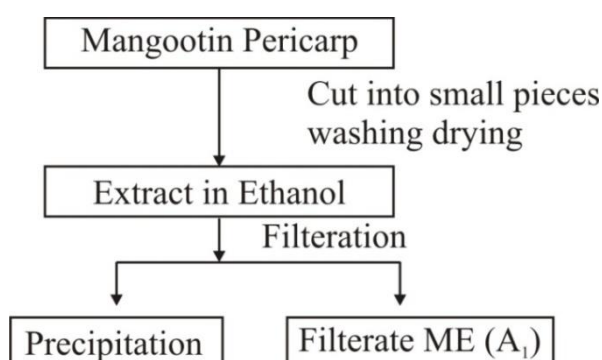 Mangootin Pericarp
Cut into small pieces
washing drying
Extract in Ethanol
Filteration
Precipitation
Filterate ME (A₁)